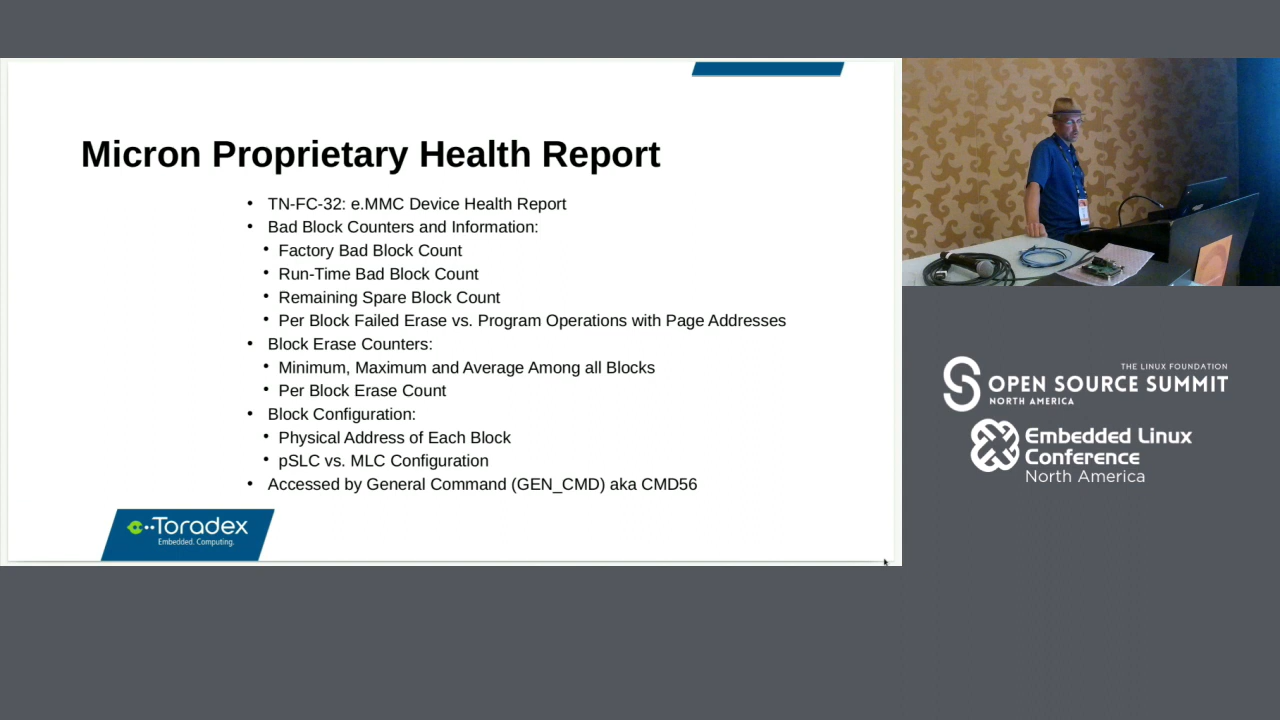 Micron Proprietary Health Report
• TN-FC-32: e.MMC Device Health Report
• Bad Block Counters and Information:
• Factory Bad Block Count
• Run-Time Bad Block Count
• Remaining Spare Block Count
• Per Block Failed Erase vs. Program Operations with Page Addresses
• Block Erase Counters:
• Minimum, Maximum and Average Among all Blocks
• Per Block Erase Count
• Block Configuration:
• Physical Address of Each Block
• pSLC vs. MLC Configuration
• Accessed by General Command (GEN_CMD) aka CMD56
Toradex
Embedded. Computing.
THE LINUX FOUNDATION
OPEN SOURCE SUMMIT
NORTH AMERICA
Embedded Linux
Conference
North America